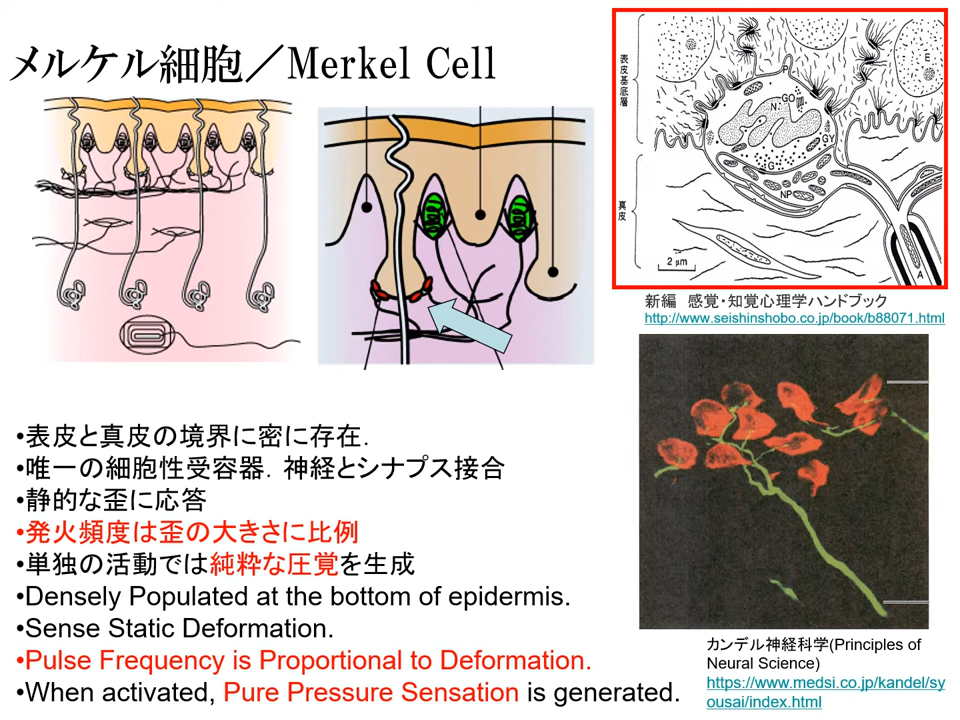 メルケル細胞／Merkel Cell
表皮基底層
真皮
P
E
N
GO
GY
G
NP
A
2 μm
新編 感覚・知覚心理学ハンドブック
http://www.seishinshobo.co.jp/book/b88071.html
•表皮と真皮の境界に密に存在．
•唯一の細胞性受容器．神経とシナプス接合
•静的な歪に応答
•発火頻度は歪の大きさに比例
•単独の活動では純粋な圧覚を生成
•Densely Populated at the bottom of epidermis.
•Sense Static Deformation.
•Pulse Frequency is Proportional to Deformation.
•When activated, Pure Pressure Sensation is generated.
カンデル神経科学(Principles of
Neural Science)
https://www.medsi.co.jp/kandel/sy
ousai/index.html